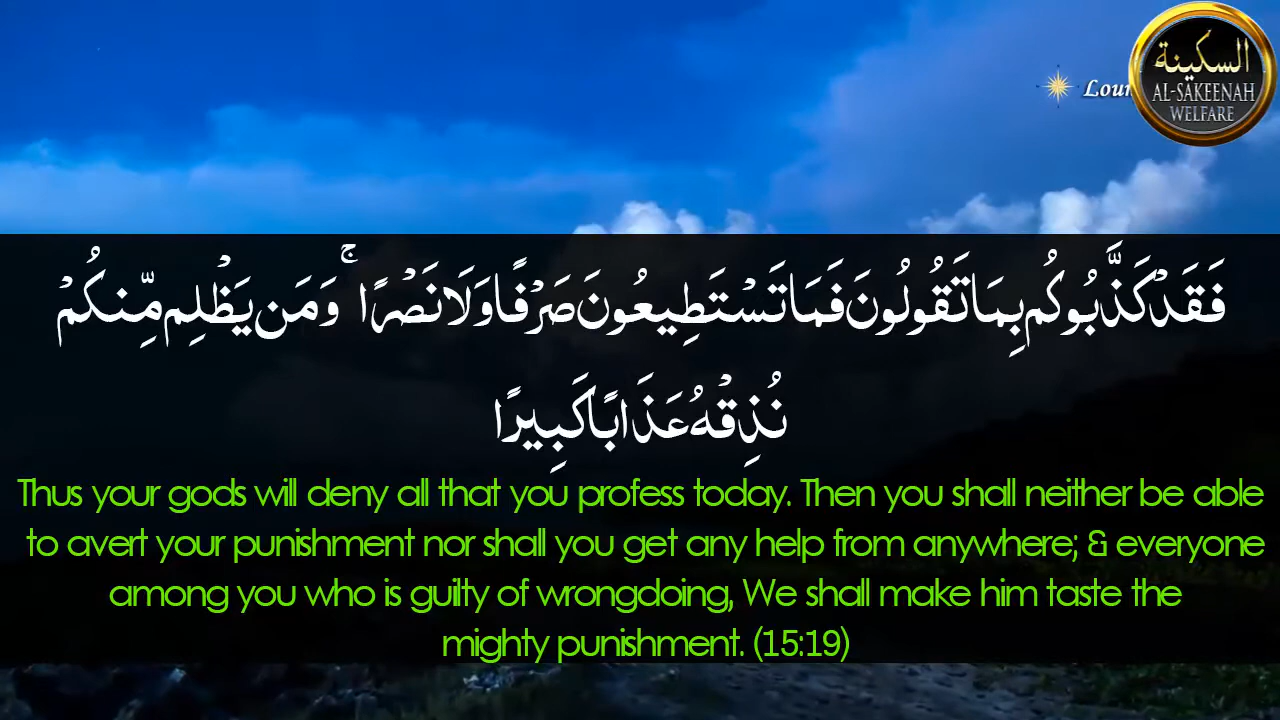 Lour
السكينة
AL-SAKEENAH
WELFARE
فَقَدْ كَذَّبُوكُم بِمَا تَقُولُونَ فَمَا تَسْتَطِيعُونَ صَرْفًا وَلَا نَصْرًا ۚ وَمَن يَظْلِم مِّنكُمْ
نُذِقْهُ عَذَابًا كَبِيرًا
Thus your gods will deny all that you profess today. Then you shall neither be able
to avert your punishment nor shall you get any help from anywhere; & everyone
among you who is guilty of wrongdoing, We shall make him taste the
mighty punishment. (15:19)